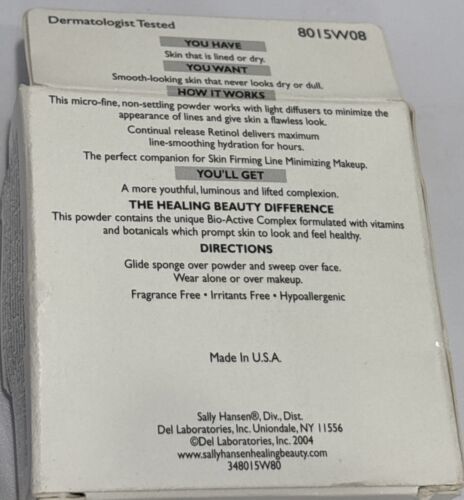 Dermatologist Tested
8015W08
YOU HAVE
Skin that is lined or dry.
YOU WANT
Smooth-looking skin that never looks dry or dull.
HOW IT WORKS
This micro-fine, non-settling powder works with light diffusers to minimize the
appearance of lines and give skin a flawless look.
Continual release Retinol delivers maximum
line-smoothing hydration for hours.
The perfect companion for Skin Firming Line Minimizing Makeup.
YOU'LL GET
A more youthful, luminous and lifted complexion.
THE HEALING BEAUTY DIFFERENCE
This powder contains the unique Bio-Active Complex formulated with vitamins
and botanicals which prompt skin to look and feel healthy.
DIRECTIONS
Glide sponge over powder and sweep over face.
Wear alone or over makeup.
Fragrance Free • Irritants Free • Hypoallergenic
Made in U.S.A.
Sally Hansen®, Div., Dist.
Del Laboratories, Inc. Uniondale, NY 11556
©Del Laboratories, Inc. 2004
www.sallyhansenhealingbeauty.com
348015W80